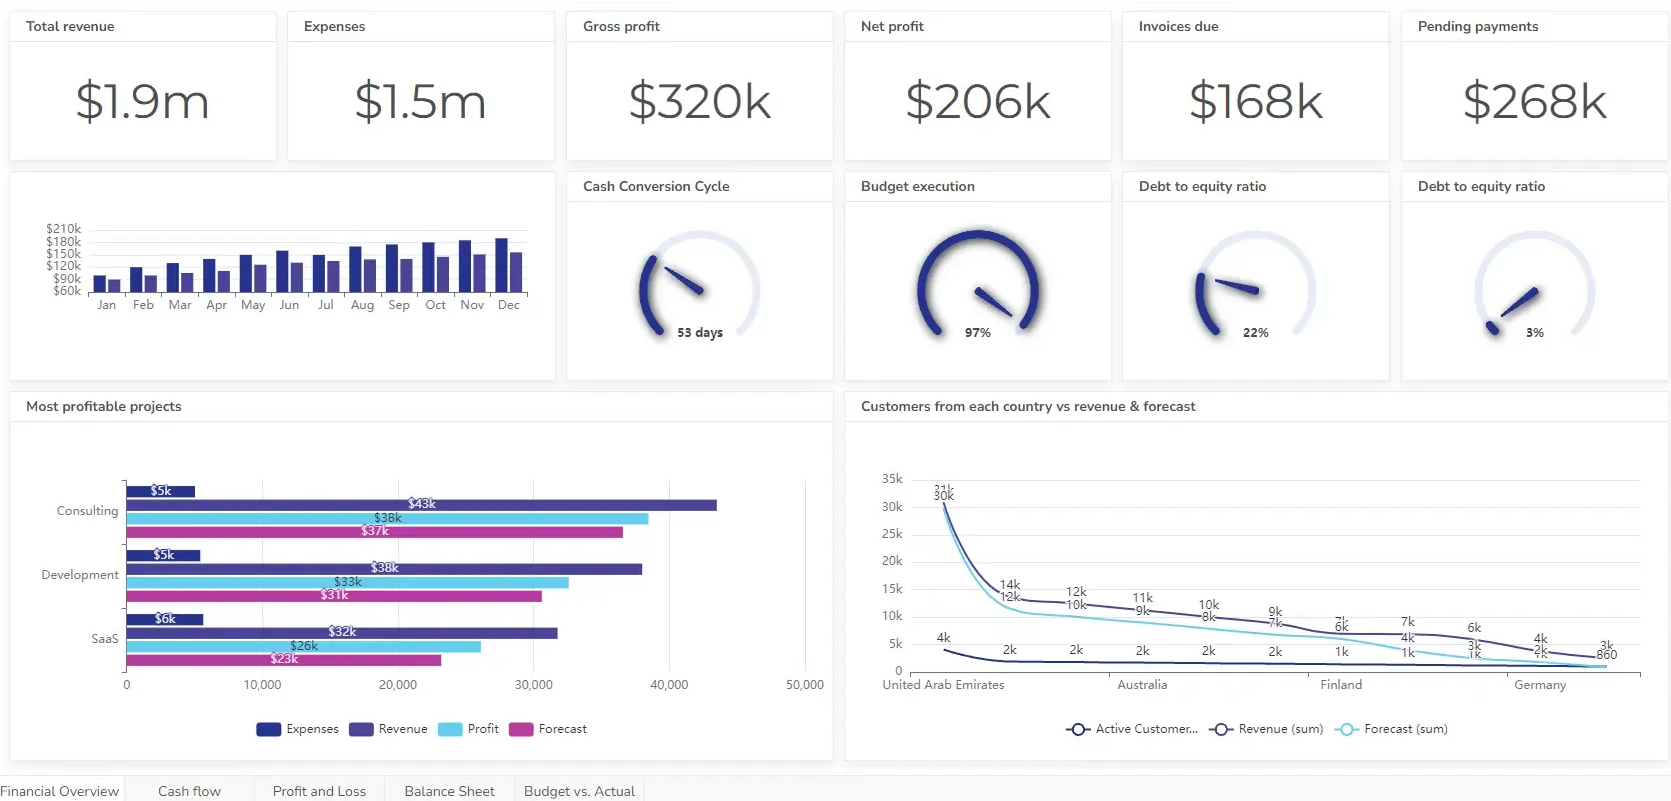 Total revenue
Expenses
Gross profit
Net profit
Invoices due
Pending payments
$1.9m
$1.5m
$320k
$206k
$168k
$268k
$210k
$180k
$150k
$120k
$90k
$60k
Jan Feb Mar Apr May Jun Jul Aug Sep Oct Nov Dec
Cash Conversion Cycle
53 days
Budget execution
97%
Debt to equity ratio
22%
Debt to equity ratio
3%
Most profitable projects
Consulting
$5k
$43k
$38k
$37k
Development
$5k
$38k
$33k
$31k
SaaS
$6k
$32k
$26k
$23k
0 10,000 20,000 30,000 40,000 50,000
Expenses Revenue Profit Forecast
Customers from each country vs revenue & forecast
35k
30k
25k
20k
15k
10k
5k
0
30k
14k 12k 11k 10k 9k 7k 6k 4k 3k
12k 10k 9k 8k 7k 6k 4k 3k 860
4k 2k 2k 2k 2k 2k 1k 1k 1k
United Arab Emirates Australia Finland Germany
Active Customer... Revenue (sum) Forecast (sum)
Financial Overview Cash flow Profit and Loss Balance Sheet Budget vs. Actual